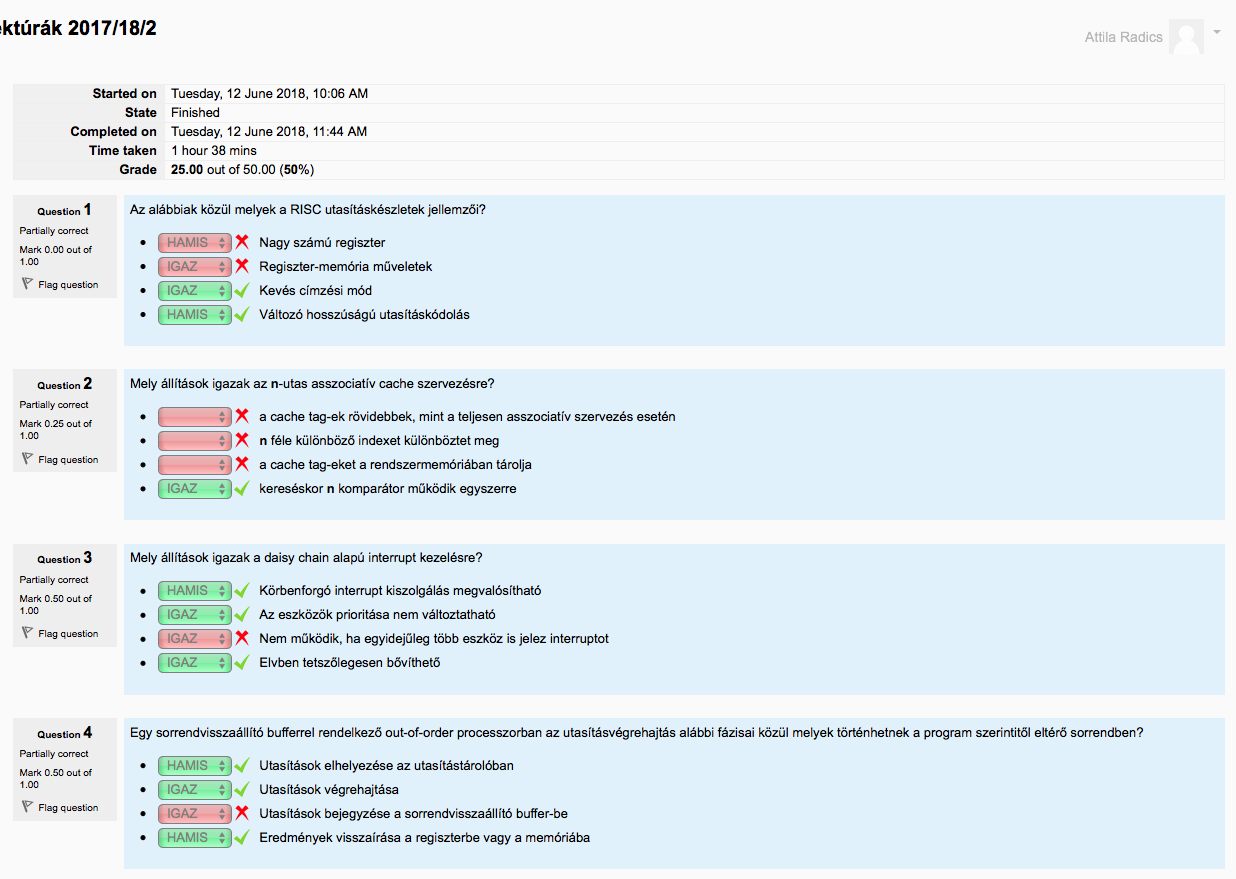 ektúrák 2017/18/2
Attila Radics
Started on Tuesday, 12 June 2018, 10:06 AM
State Finished
Completed on Tuesday, 12 June 2018, 11:44 AM
Time taken 1 hour 38 mins
Grade 25.00 out of 50.00 (50%)
Question 1
Partially correct
Mark 0.00 out of
1.00
Flag question
Az alábbiak közül melyek a RISC utasításkészletek jellemzői?
HAMIS Nagy számú regiszter
IGAZ Regiszter-memória műveletek
IGAZ Kevés címzési mód
HAMIS Változó hosszúságú utasításkódolás
Question 2
Partially correct
Mark 0.25 out of
1.00
Flag question
Mely állítások igazak az n-utas asszociatív cache szervezésre?
a cache tag-ek rövidebbek, mint a teljesen asszociatív szervezés esetén
n féle különböző indexet különböztet meg
a cache tag-eket a rendszermemóriában tárolja
IGAZ kereséskor n komparátor működik egyszerre
Question 3
Partially correct
Mark 0.50 out of
1.00
Flag question
Mely állítások igazak a daisy chain alapú interrupt kezelésre?
HAMIS Körbenforgó interrupt kiszolgálás megvalósítható
IGAZ Az eszközök prioritása nem változtatható
IGAZ Nem működik, ha egyidejűleg több eszköz is jelez interruptot
IGAZ Elvben tetszőlegesen bővíthető
Question 4
Partially correct
Mark 0.50 out of
1.00
Flag question
Egy sorrendvisszaállító bufferrel rendelkező out-of-order processzorban az utasításvégrehajtás alábbi fázisai közül melyek történhetnek a program szerintitől eltérő sorrendben?
HAMIS Utasítások elhelyezése az utasítástárolóban
IGAZ Utasítások végrehajtása
IGAZ Utasítások bejegyzése a sorrendvisszaállító buffer-be
HAMIS Eredmények visszaírása a regiszterbe vagy a memóriába